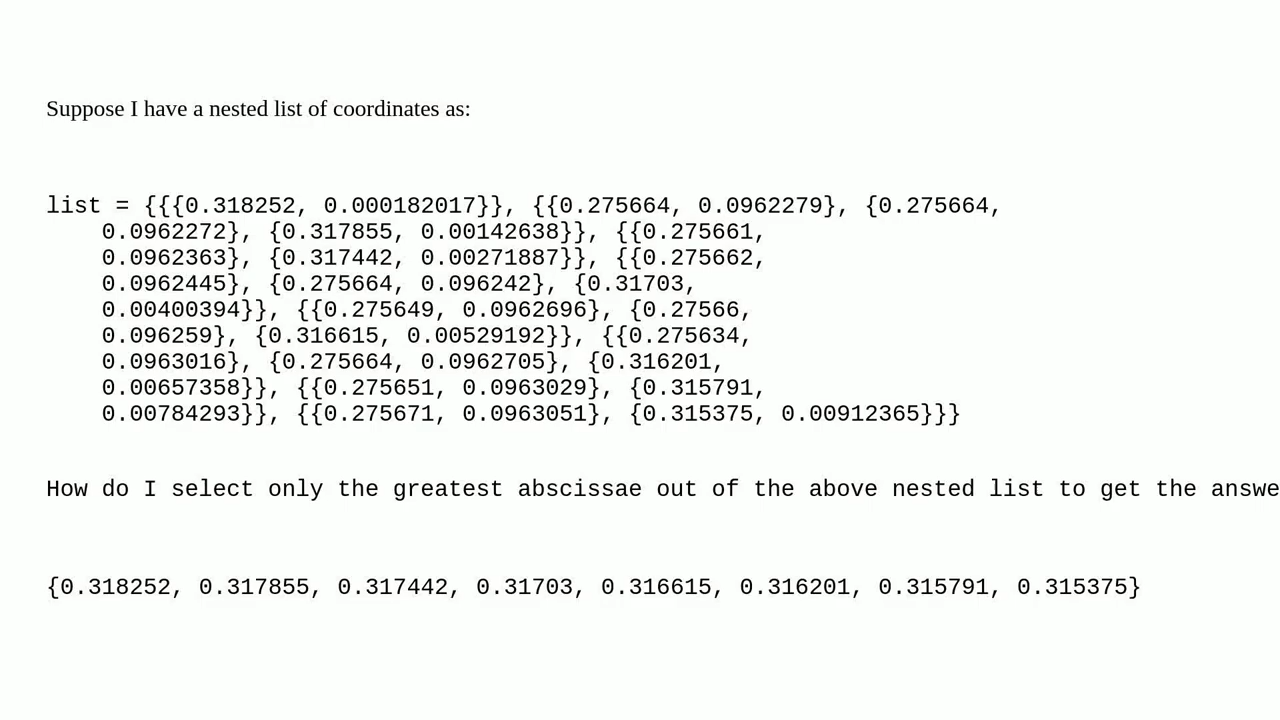 Suppose I have a nested list of coordinates as:
list = {{{0.318252, 0.000182017}}, {{0.275664, 0.0962279}, {0.275664,
0.0962272}, {0.317855, 0.00142638}}, {{0.275661,
0.0962363}, {0.317442, 0.00271887}}, {{0.275662,
0.0962445}, {0.275664, 0.096242}, {0.31703,
0.00400394}}, {{0.275649, 0.0962696}, {0.27566,
0.096259}, {0.316615, 0.00529192}}, {{0.275634,
0.0963016}, {0.275664, 0.0962705}, {0.316201,
0.00657358}}, {{0.275651, 0.0963029}, {0.315791,
0.00784293}}, {{0.275671, 0.0963051}, {0.315375, 0.00912365}}}
How do I select only the greatest abscissae out of the above nested list to get the answe
{0.318252, 0.317855, 0.317442, 0.31703, 0.316615, 0.316201, 0.315791, 0.315375}